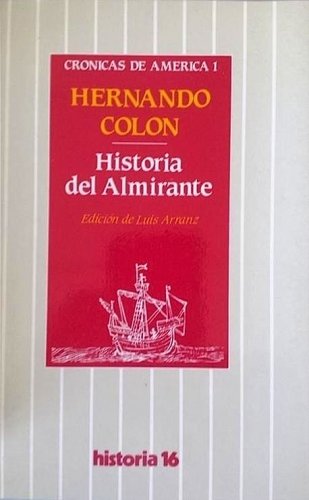 CRONICAS DE AMERICA 1
HERNANDO
COLON
Historia
del Almirante
Edición de Luis Arranz
historia 16